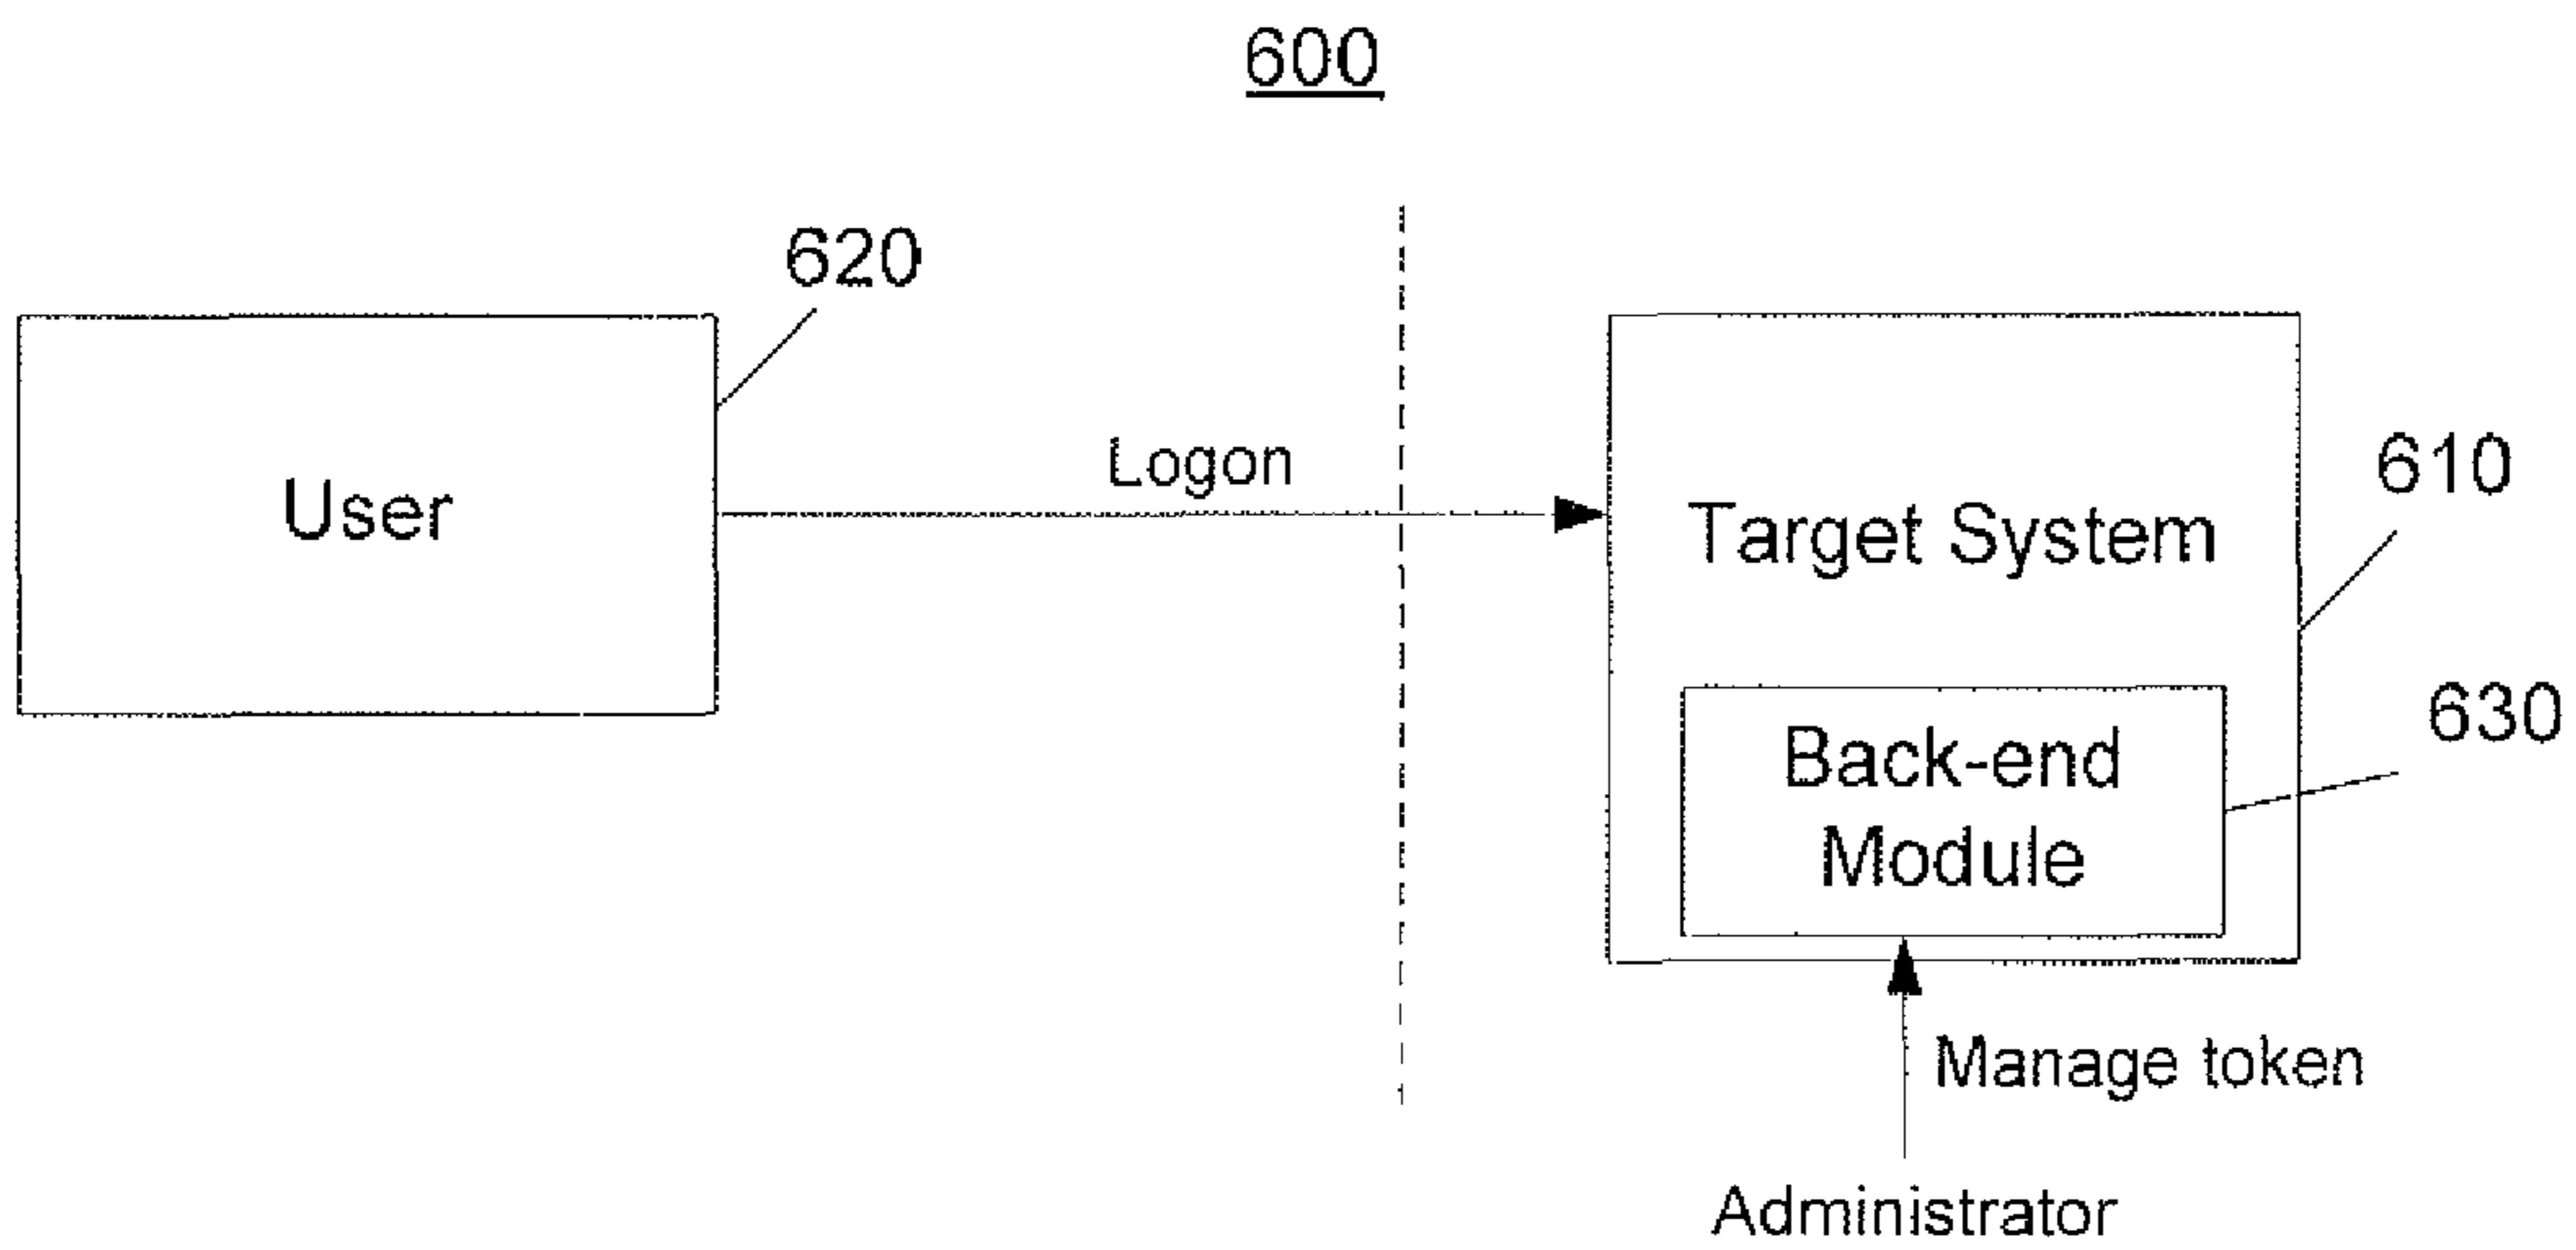 600
620
User
Logon
610
Target System
630
Back-end
Module
Manage token
Administrator